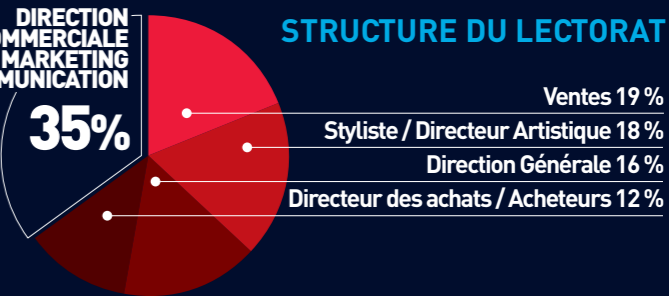 DIRECTION
COMMERCIALE
MARKETING
MUNICATION
35%
STRUCTURE DU LECTORAT
Ventes 19 %
Styliste / Directeur Artistique 18 %
Direction Générale 16 %
Directeur des achats / Acheteurs 12 %